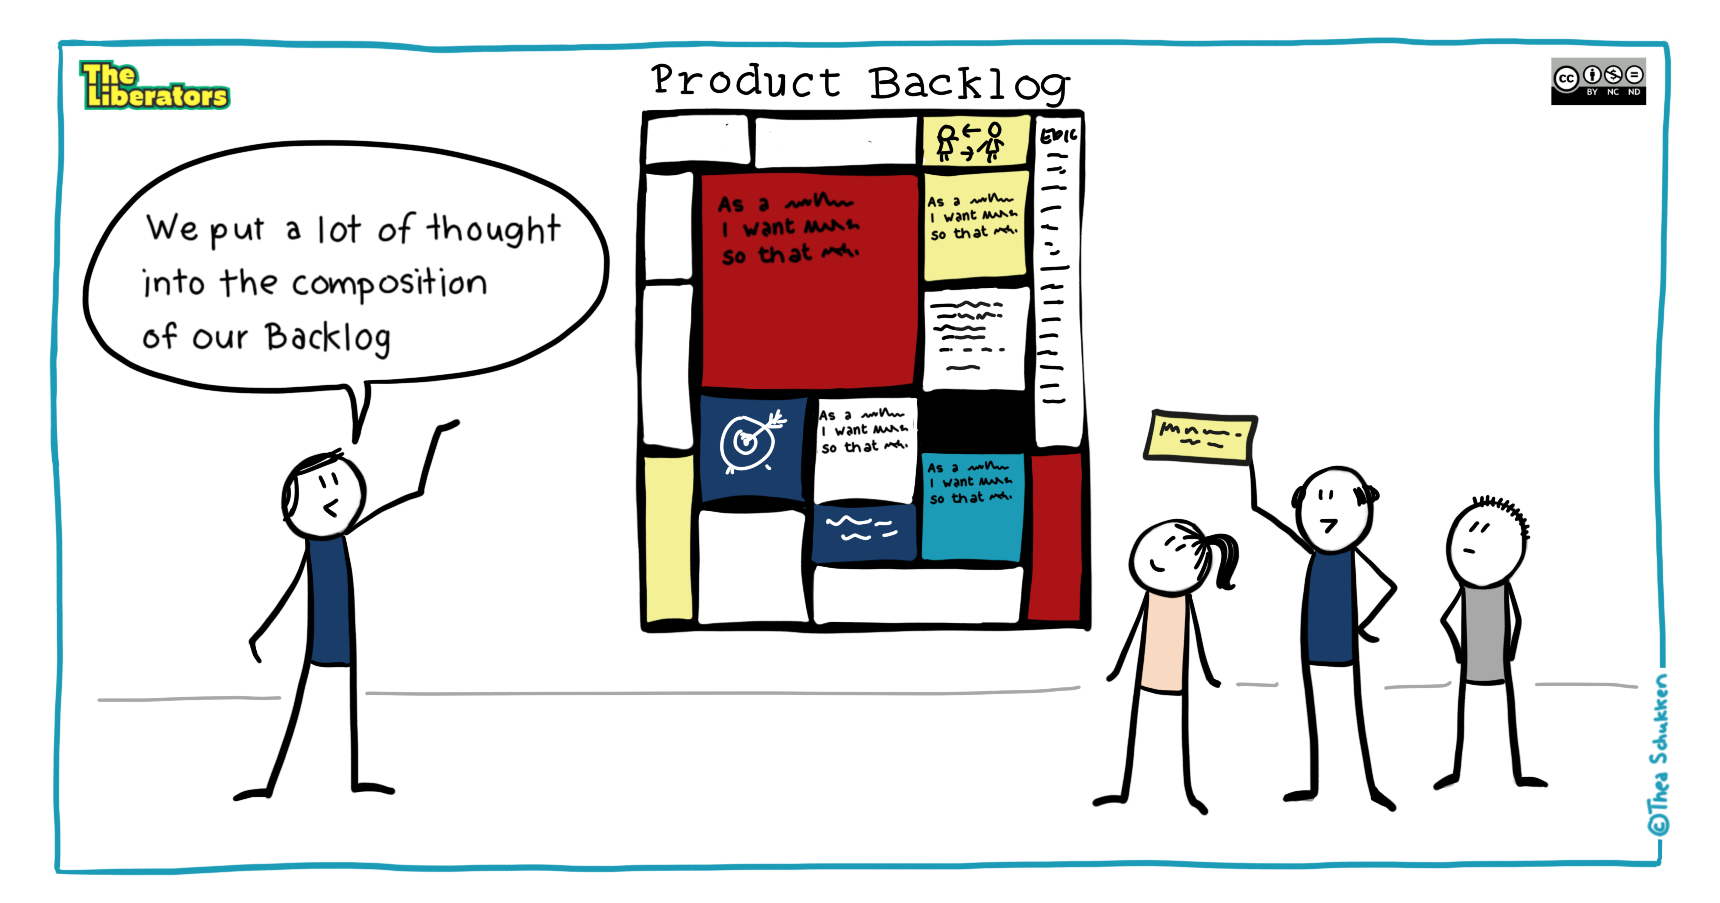 The
Liberators
Product Backlog
cc
BY NC ND
We put a lot of thought
into the composition
of our Backlog
EPIC
As a
I want
so that
As a
I want
so that
As a
I want
so that
As a
I want
so that
©Thea Schukken